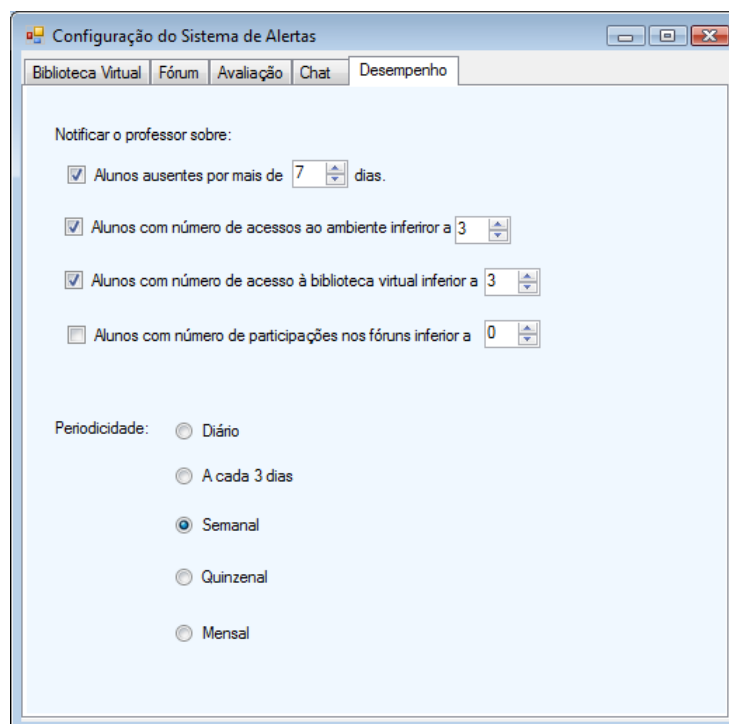 Configuração do Sistema de Alertas
Biblioteca Virtual Fórum Avaliação Chat Desempenho
Notificar o professor sobre:
Alunos ausentes por mais de 7 dias.
Alunos com número de acessos ao ambiente inferiror a 3
Alunos com número de acesso à biblioteca virtual inferior a 3
Alunos com número de participações nos fóruns inferior a 0
Periodicidade: Diário
A cada 3 dias
Semanal
Quinzenal
Mensal